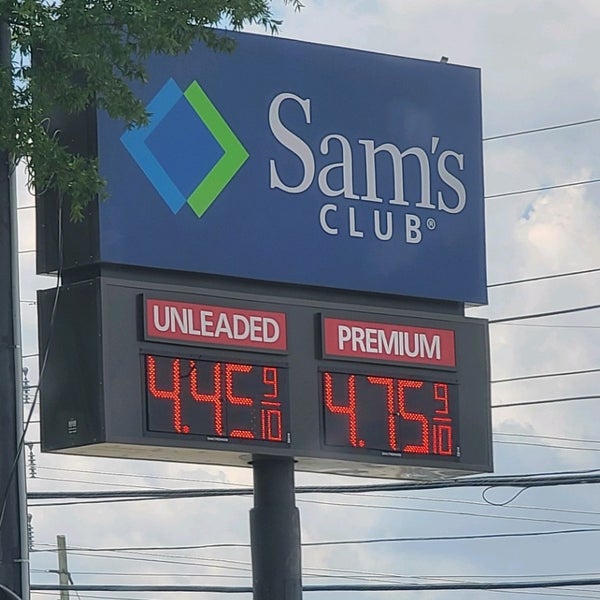 Sam's
CLUB®
UNLEADED
PREMIUM
4.45 9/10
4.75 9/10